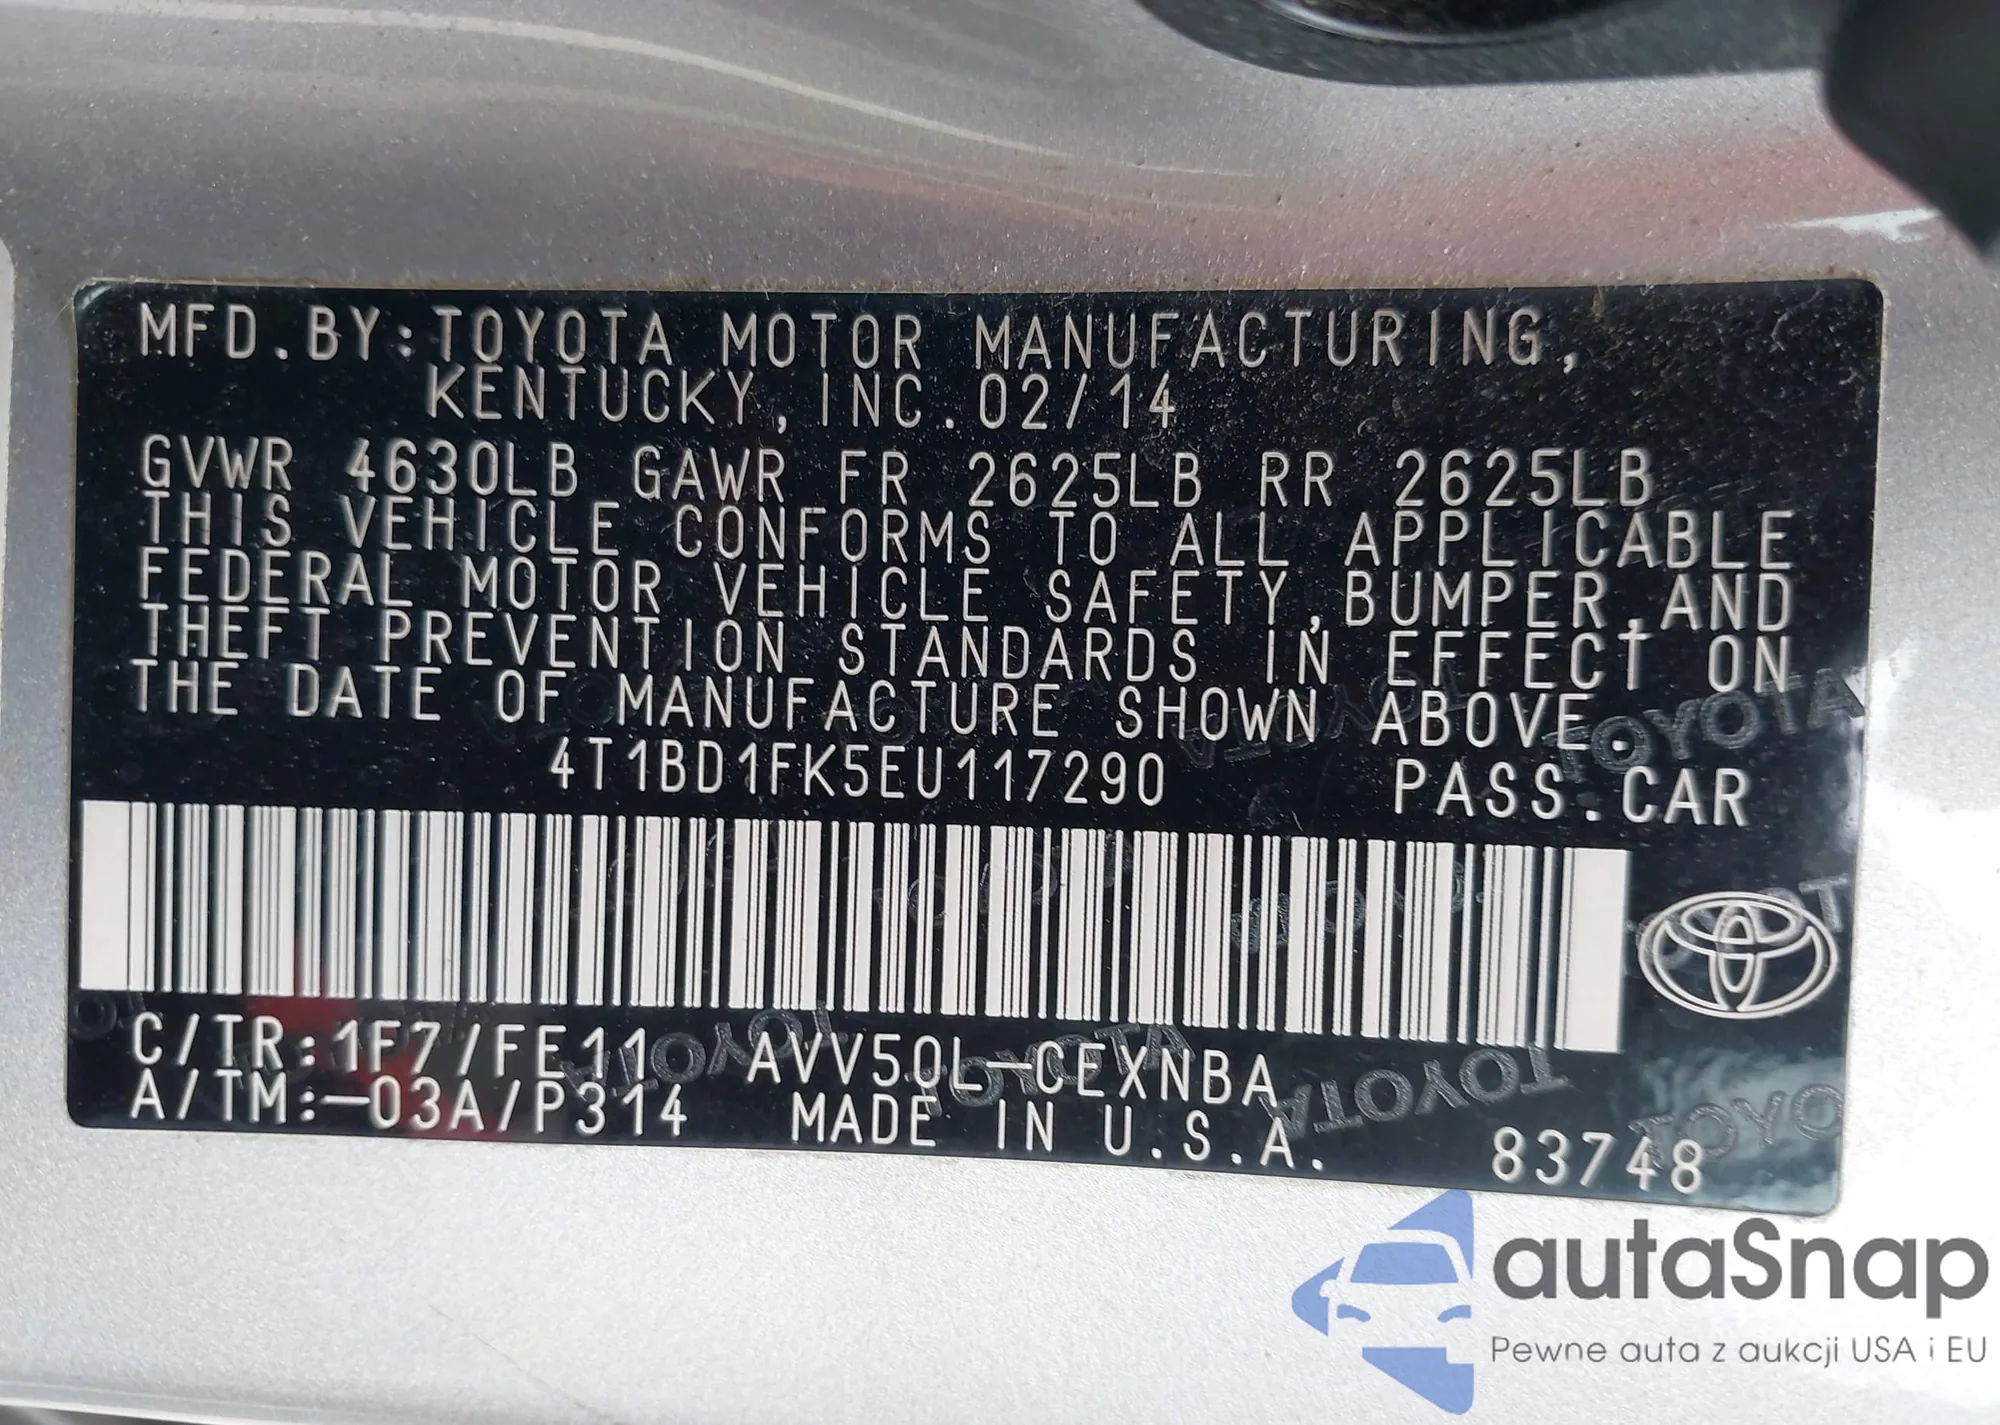 MFD.BY:TOYOTA MOTOR MANUFACTURING,
KENTUCKY,INC.02/14
GVWR 4630LB GAWR FR 2625LB RR 2625LB
THIS VEHICLE CONFORMS TO ALL APPLICABLE
FEDERAL MOTOR VEHICLE SAFETY,BUMPER,AND
THEFT PREVENTION STANDARDS IN EFFECT ON
THE DATE OF MANUFACTURE SHOWN ABOVE.
4T1BD1FK5EU117290 PASS.CAR
C/TR:1F7/FE11 AVV50L-CEXNBA
A/TM:-03A/P314 MADE IN U.S.A. 83748
autaSnap
Pewne auta z aukcji USA i EU